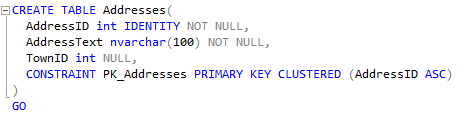 CREATE TABLE Addresses(
AddressID int IDENTITY NOT NULL,
AddressText nvarchar(100) NOT NULL,
TownID int NULL,
CONSTRAINT PK_Addresses PRIMARY KEY CLUSTERED (AddressID ASC)
)
GO